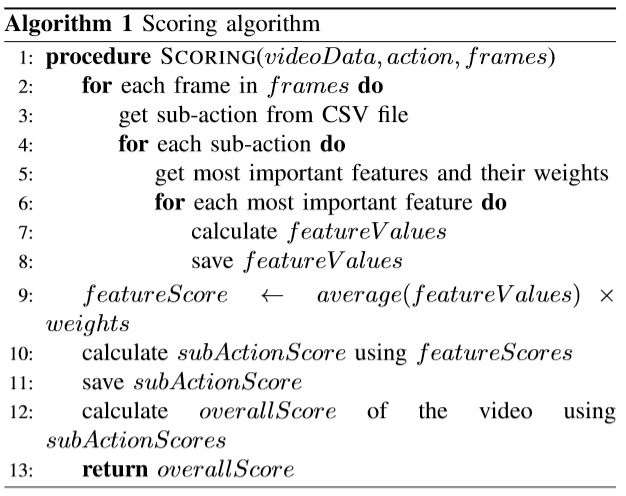 Algorithm 1 Scoring algorithm
1: procedure SCORING(videoData, action, frames)
2: for each frame in frames do
3: get sub-action from CSV file
4: for each sub-action do
5: get most important features and their weights
6: for each most important feature do
7: calculate featureValues
8: save featureValues
9: featureScore ← average(featureValues) ×
weights
10: calculate subActionScore using featureScores
11: save subActionScore
12: calculate overallScore of the video using
subActionScores
13: return overallScore